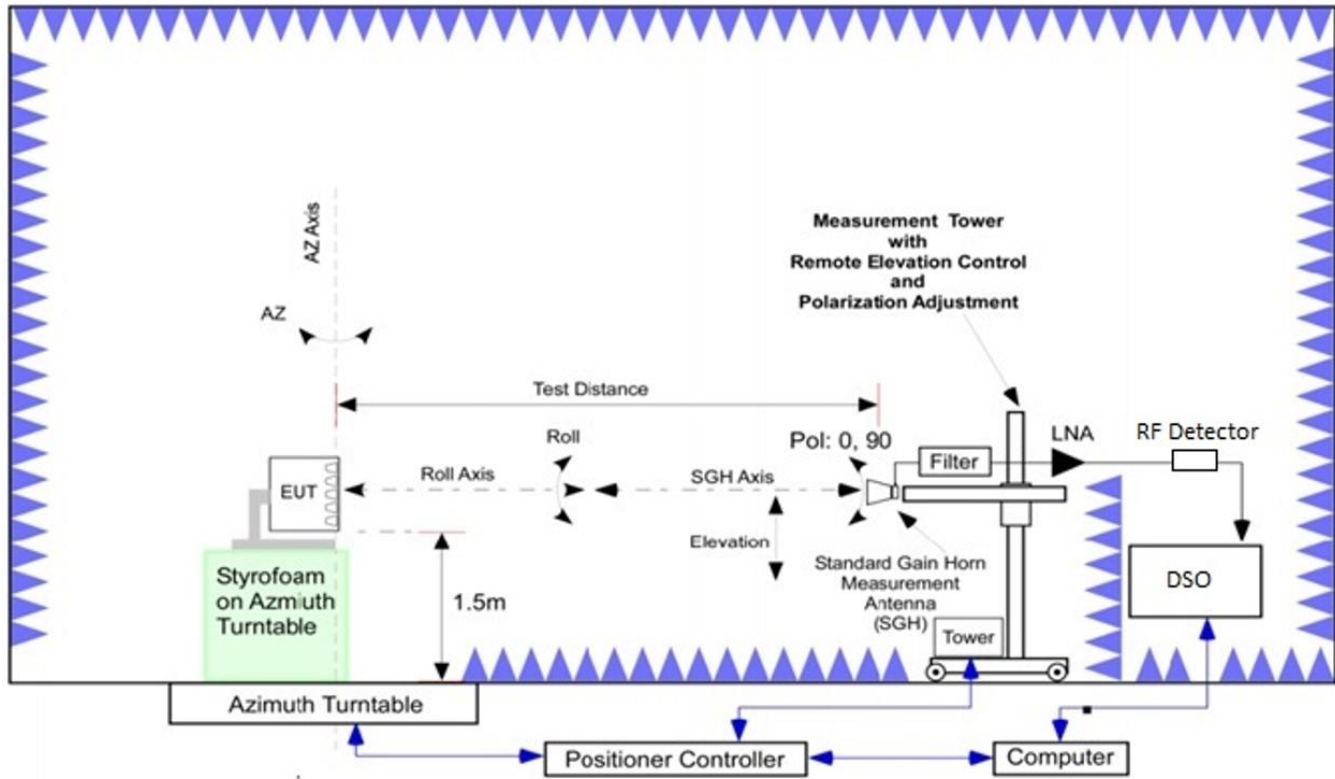 Measurement Tower
with
Remote Elevation Control
and
Polarization Adjustment
AZ Axis
AZ
Test Distance
Roll
Pol: 0, 90
LNA
RF Detector
Filter
EUT
Roll Axis
SGH Axis
Elevation
Standard Gain Horn
Measurement
Antenna
(SGH)
DSO
Styrofoam
on Azmiuth
Turntable
1.5m
Tower
Azimuth Turntable
Positioner Controller
Computer